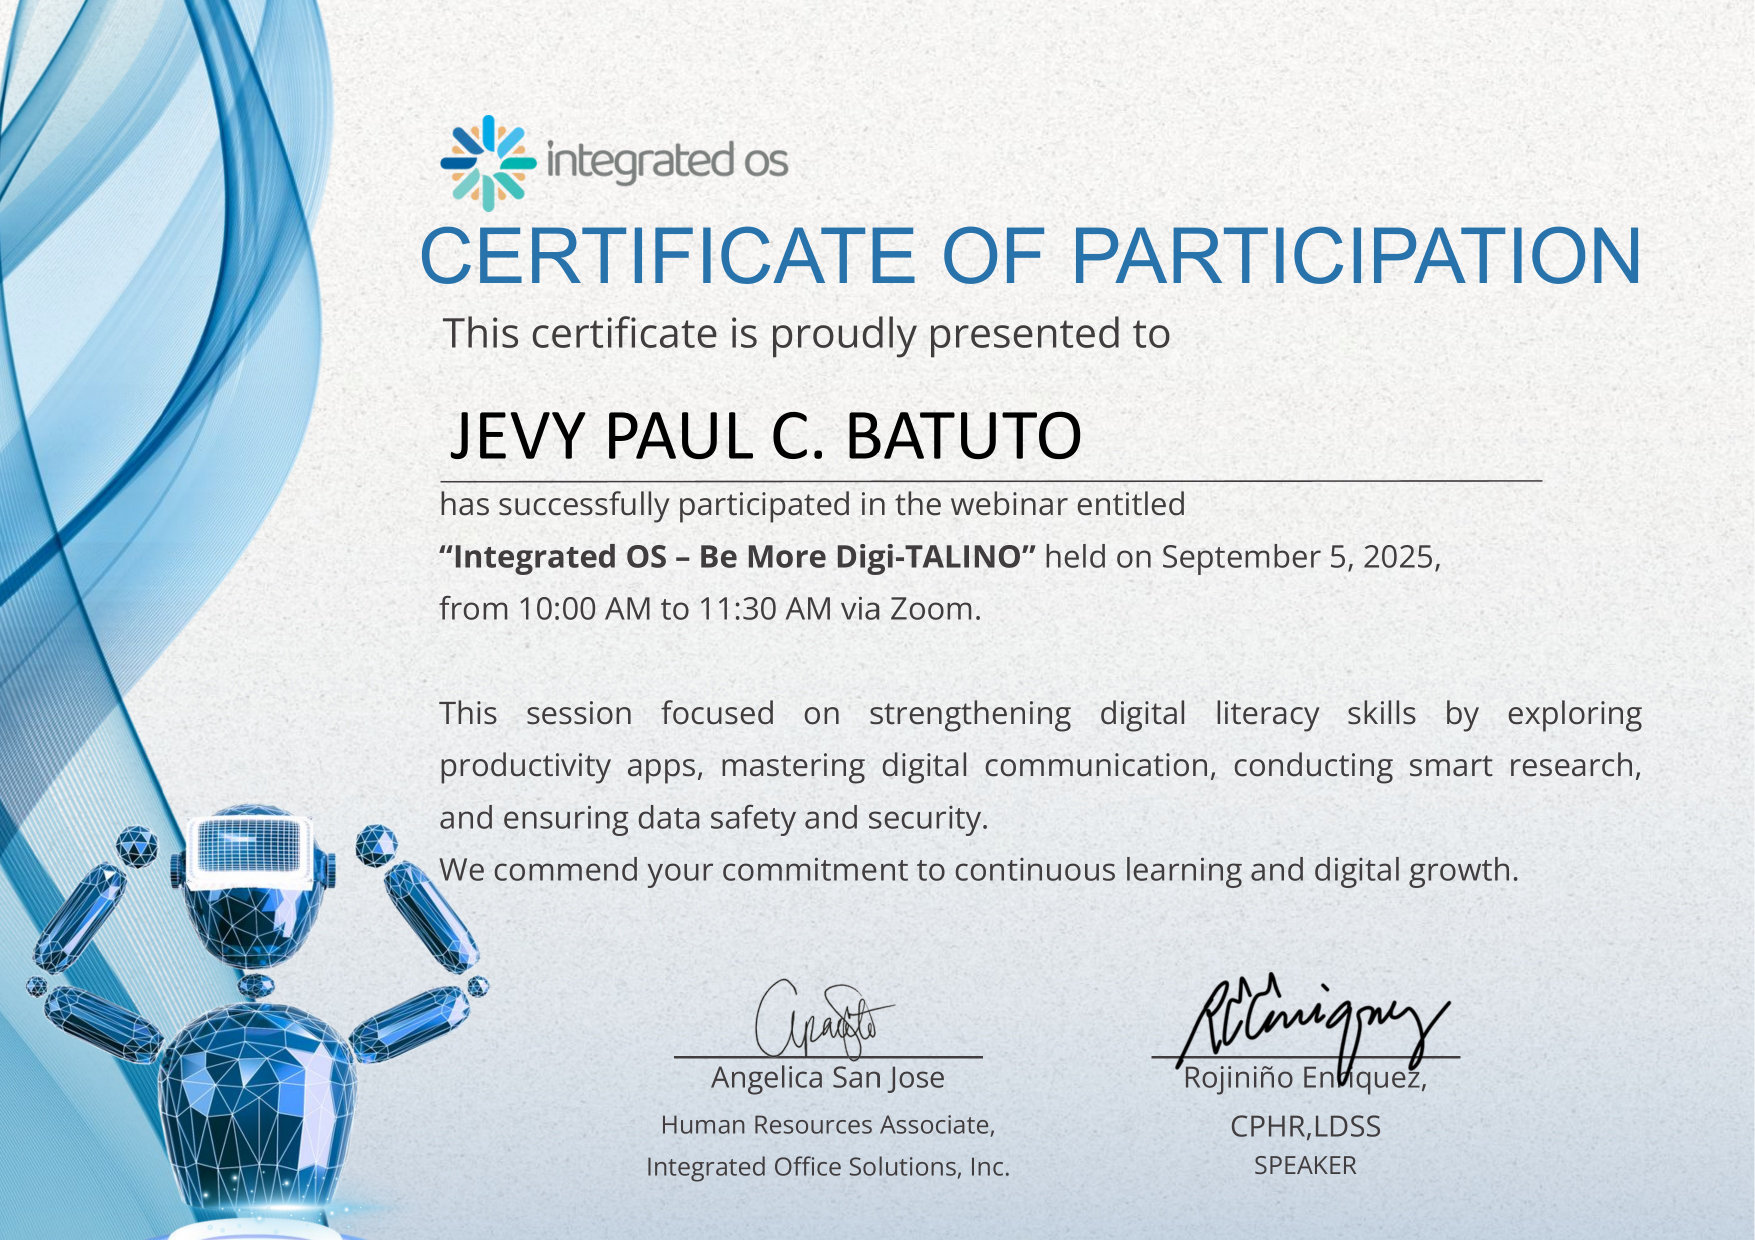 integrated os
CERTIFICATE OF PARTICIPATION
This certificate is proudly presented to
JEVY PAUL C. BATUTO
has successfully participated in the webinar entitled
“Integrated OS – Be More Digi-TALINO” held on September 5, 2025,
from 10:00 AM to 11:30 AM via Zoom.
This session focused on strengthening digital literacy skills by exploring
productivity apps, mastering digital communication, conducting smart research,
and ensuring data safety and security.
We commend your commitment to continuous learning and digital growth.
Angelica San Jose
Human Resources Associate,
Integrated Office Solutions, Inc.
Rojiniño Enriquez,
CPHR,LDSS
SPEAKER